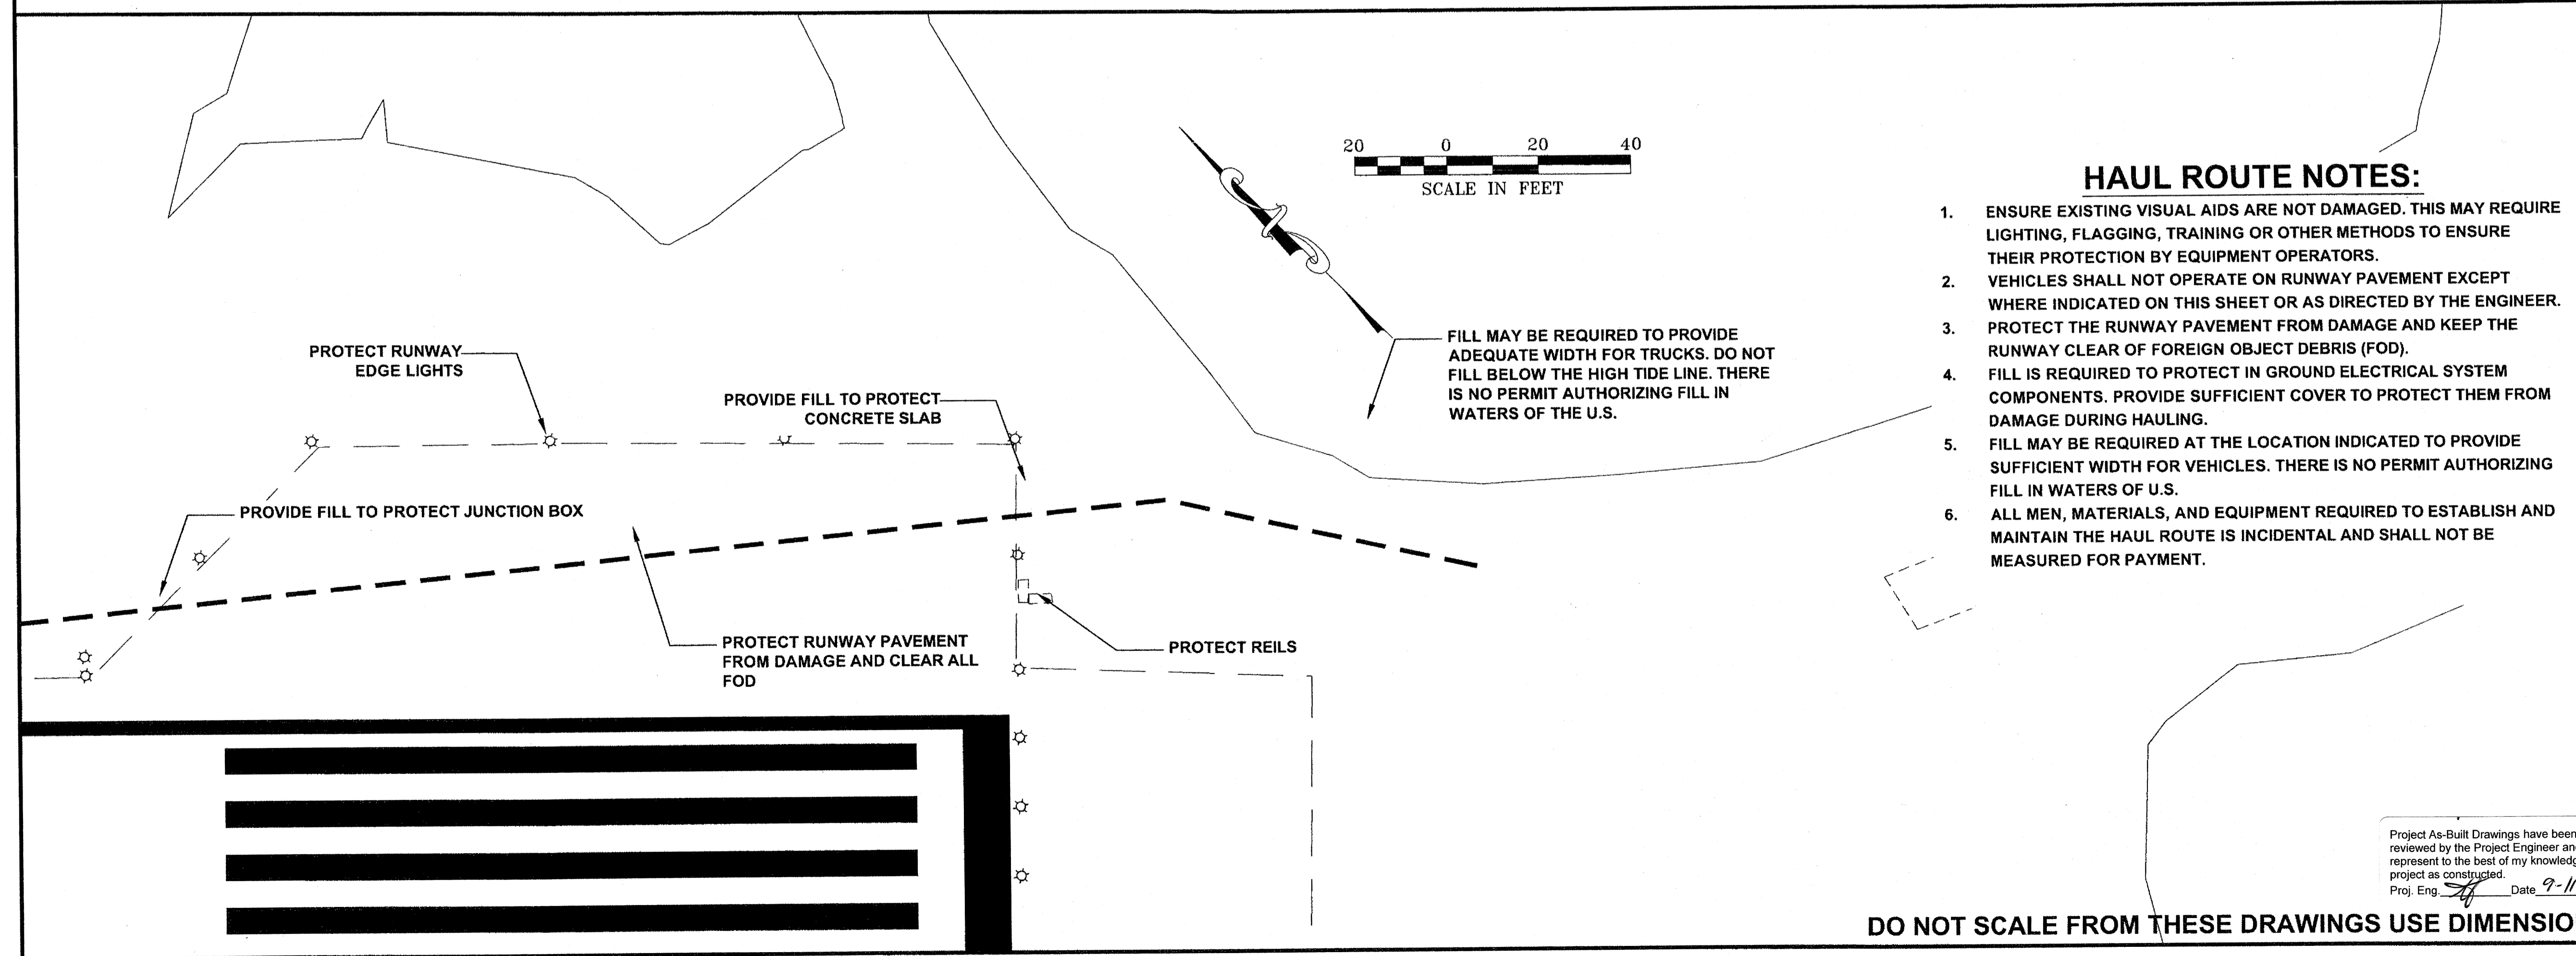 20 0 20 40
SCALE IN FEET
HAUL ROUTE NOTES:
1. ENSURE EXISTING VISUAL AIDS ARE NOT DAMAGED. THIS MAY REQUIRE
LIGHTING, FLAGGING, TRAINING OR OTHER METHODS TO ENSURE
THEIR PROTECTION BY EQUIPMENT OPERATORS.
2. VEHICLES SHALL NOT OPERATE ON RUNWAY PAVEMENT EXCEPT
WHERE INDICATED ON THIS SHEET OR AS DIRECTED BY THE ENGINEER.
3. PROTECT THE RUNWAY PAVEMENT FROM DAMAGE AND KEEP THE
RUNWAY CLEAR OF FOREIGN OBJECT DEBRIS (FOD).
4. FILL IS REQUIRED TO PROTECT IN GROUND ELECTRICAL SYSTEM
COMPONENTS. PROVIDE SUFFICIENT COVER TO PROTECT THEM FROM
DAMAGE DURING HAULING.
5. FILL MAY BE REQUIRED AT THE LOCATION INDICATED TO PROVIDE
SUFFICIENT WIDTH FOR VEHICLES. THERE IS NO PERMIT AUTHORIZING
FILL IN WATERS OF U.S.
6. ALL MEN, MATERIALS, AND EQUIPMENT REQUIRED TO ESTABLISH AND
MAINTAIN THE HAUL ROUTE IS INCIDENTAL AND SHALL NOT BE
MEASURED FOR PAYMENT.
FILL MAY BE REQUIRED TO PROVIDE
ADEQUATE WIDTH FOR TRUCKS. DO NOT
FILL BELOW THE HIGH TIDE LINE. THERE
IS NO PERMIT AUTHORIZING FILL IN
WATERS OF THE U.S.
PROTECT RUNWAY
EDGE LIGHTS
PROVIDE FILL TO PROTECT
CONCRETE SLAB
PROVIDE FILL TO PROTECT JUNCTION BOX
PROTECT RUNWAY PAVEMENT
FROM DAMAGE AND CLEAR ALL
FOD
PROTECT REILS
Project As-Built Drawings have been
reviewed by the Project Engineer an
represent to the best of my knowledg
project as constructed.
Proj. Eng. Date 9-11
DO NOT SCALE FROM THESE DRAWINGS USE DIMENSIO